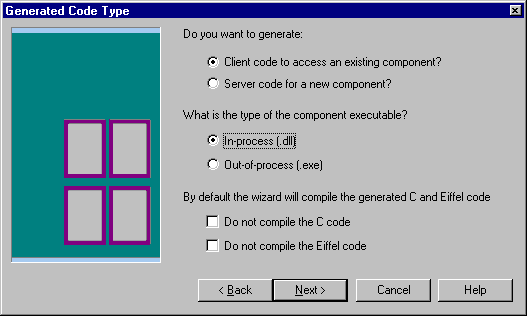 Generated Code Type
Do you want to generate:
Client code to access an existing component?
Server code for a new component?
What is the type of the component executable?
In-process (.dll)
Out-of-process (.exe)
By default the wizard will compile the generated C and Eiffel code
Do not compile the C code
Do not compile the Eiffel code
< Back Next > Cancel Help